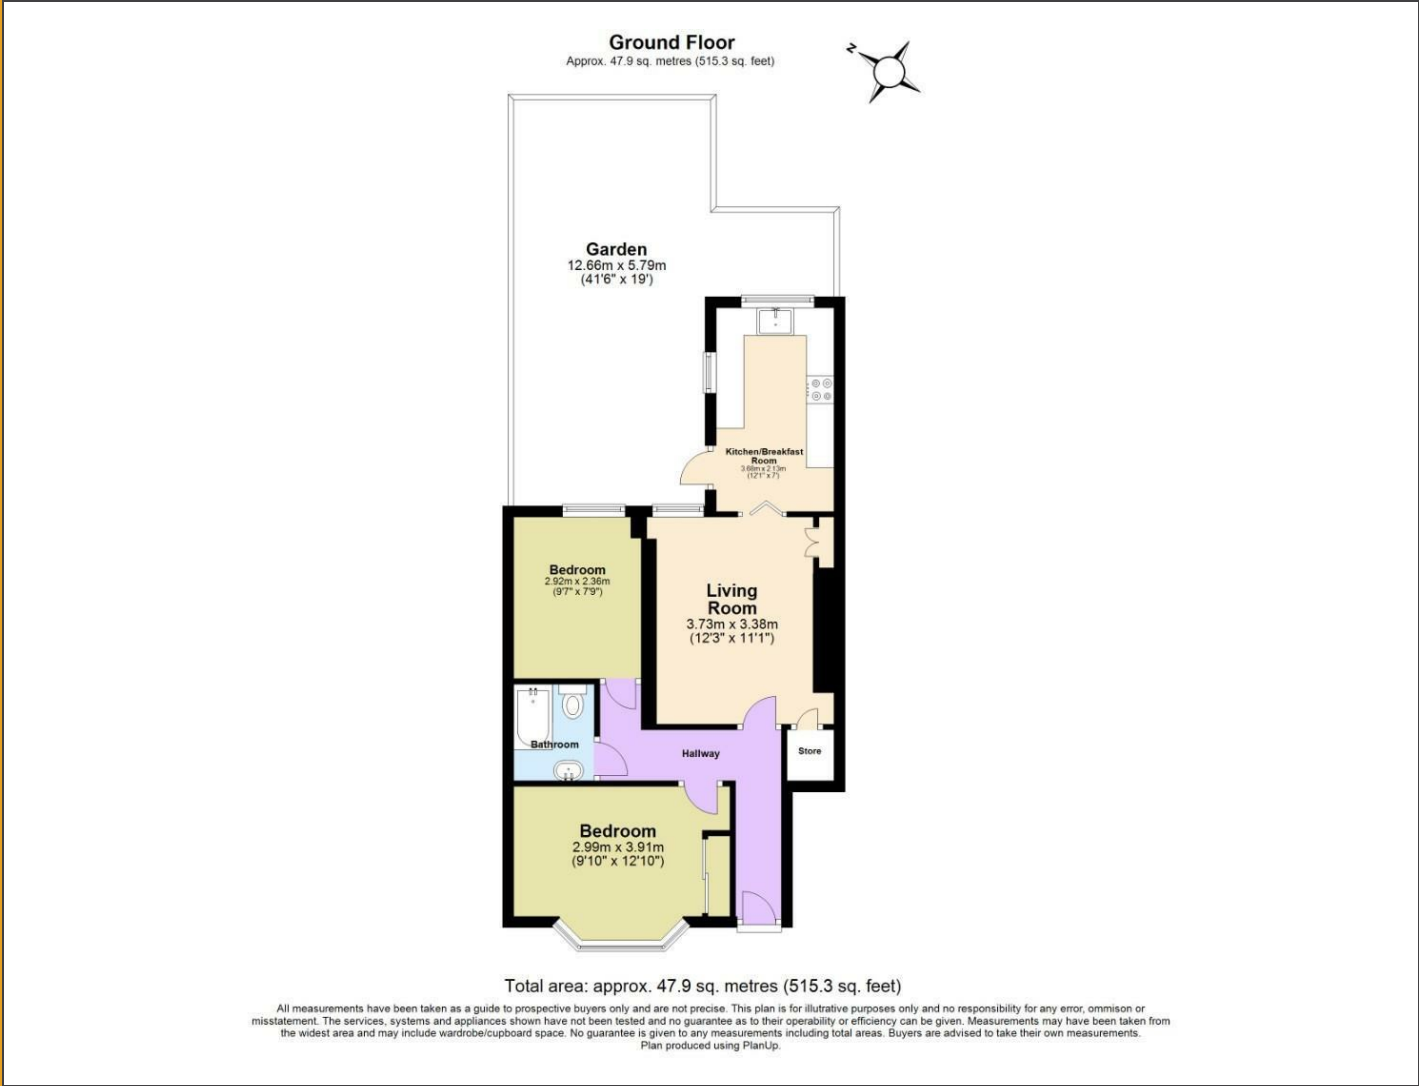 Ground Floor
Approx. 47.9 sq. metres (515.3 sq. feet)
N
Garden
12.66m x 5.79m
(41'6" x 19')
Kitchen/Breakfast
Room
3.68m x 2.13m
(12'1" x 7')
Bedroom
2.92m x 2.36m
(9'7" x 7'9")
Living
Room
3.73m x 3.38m
(12'3" x 11'1")
Bathroom
Hallway
Store
Bedroom
2.99m x 3.91m
(9'10" x 12'10")
Total area: approx. 47.9 sq. metres (515.3 sq. feet)
All measurements have been taken as a guide to prospective buyers only and are not precise. This plan is for illutrative purposes only and no responsibility for any error, ommison or
misstatement. The services, systems and appliances shown have not been tested and no guarantee as to their operability or efficiency can be given. Measurements may have been taken from
the widest area and may include wardrobe/cupboard space. No guarantee is given to any measurements including total areas. Buyers are advised to take their own measurements.
Plan produced using PlanUp.